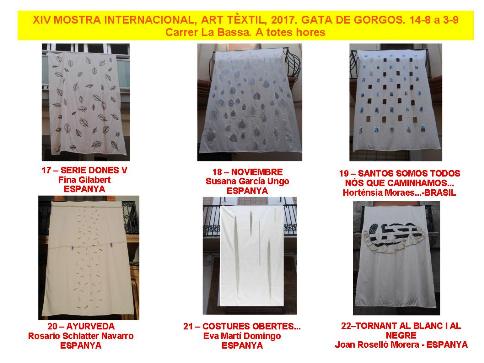 XIV MOSTRA INTERNACIONAL, ART TÈXTIL, 2017. GATA DE GORGOS. 14-8 a 3-9
Carrer La Bassa. A totes hores
17 – SERIE DONES V
Fina Gilabert
ESPANYA
18 – NOVIEMBRE
Susana García Ungo
ESPANYA
19 – SANTOS SOMOS TODOS
NÓS QUE CAMINHAMOS...
Horténsia Moraes...-BRASIL
20 – AYURVEDA
Rosario Schlatter Navarro
ESPANYA
21 – COSTURES OBERTES...
Eva Martí Domingo
ESPANYA
22–TORNANT AL BLANC I AL
NEGRE
Joan Roselló Morera - ESPANYA